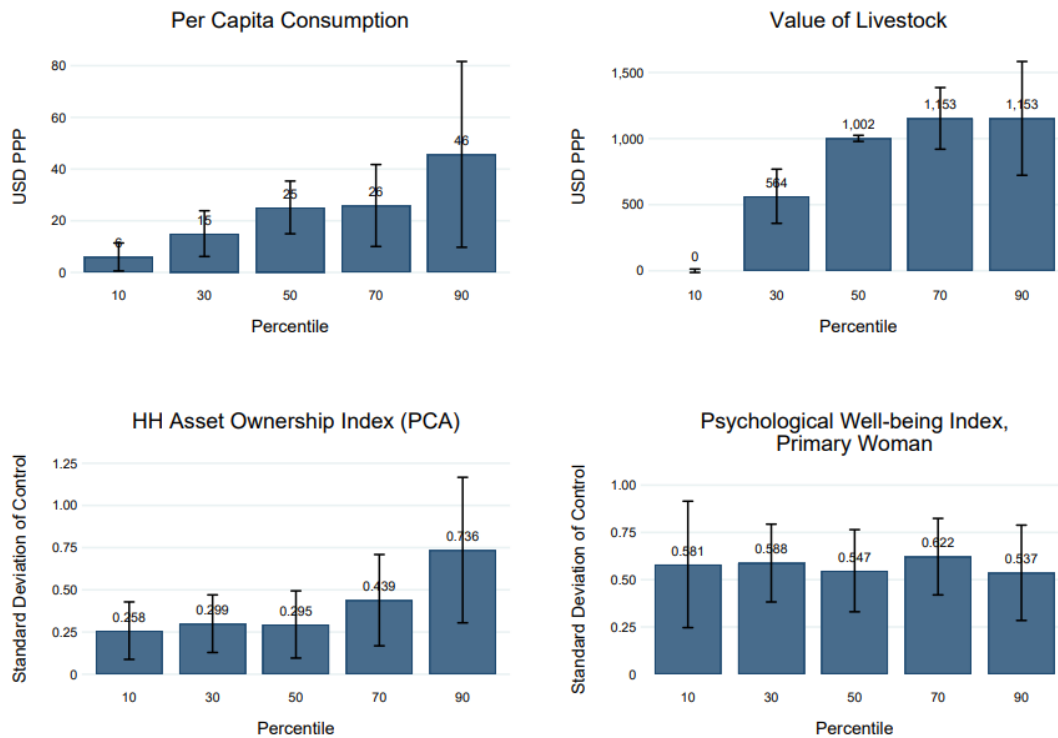 Per Capita Consumption
USD PPP
80
60
40
20
0
6
15
25
26
46
10 30 50 70 90
Percentile
Value of Livestock
USD PPP
1,500
1,000
500
0
0
564
1,002
1,153
1,153
10 30 50 70 90
Percentile
HH Asset Ownership Index (PCA)
Standard Deviation of Control
1.25
1.00
0.75
0.50
0.25
0
0.258
0.299
0.295
0.439
0.736
10 30 50 70 90
Percentile
Psychological Well-being Index,
Primary Woman
Standard Deviation of Control
1.00
0.75
0.50
0.25
0
0.581
0.588
0.547
0.622
0.537
10 30 50 70 90
Percentile